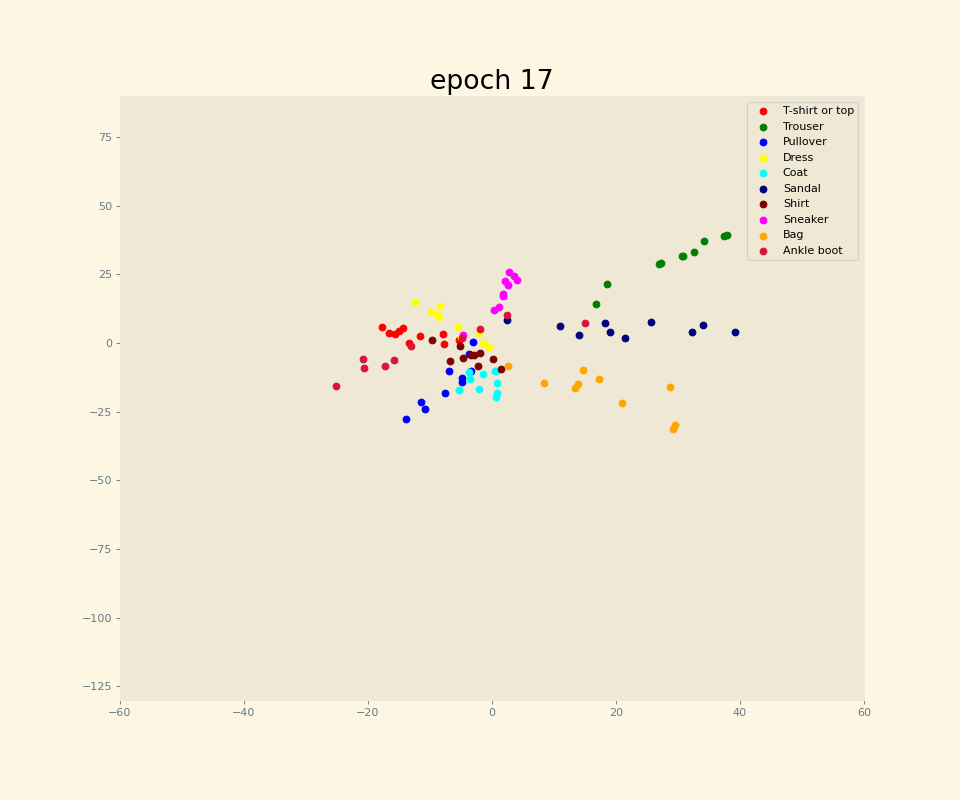 epoch 17
75
50
25
0
−25
−50
−75
−100
−125
−60
−40
−20
0
20
40
60
T-shirt or top
Trouser
Pullover
Dress
Coat
Sandal
Shirt
Sneaker
Bag
Ankle boot